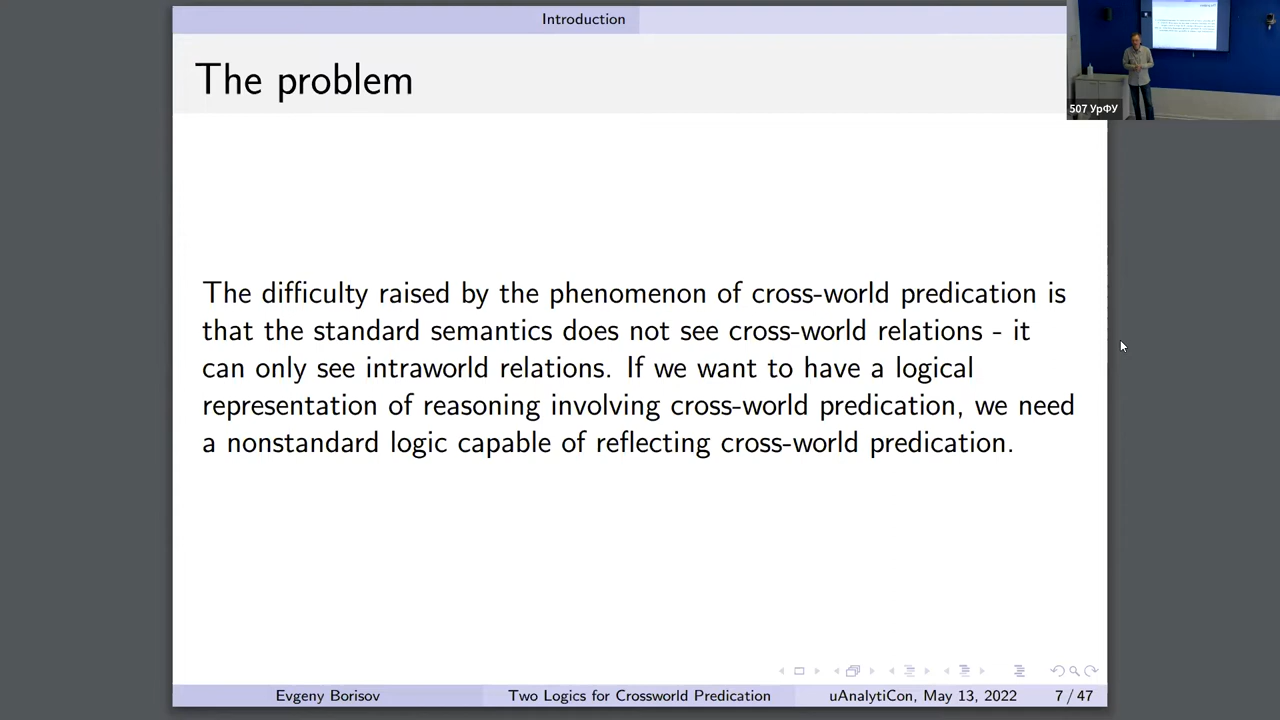 Introduction
The problem
507 УрФУ
The difficulty raised by the phenomenon of cross-world predication is
that the standard semantics does not see cross-world relations - it
can only see intraworld relations. If we want to have a logical
representation of reasoning involving cross-world predication, we need
a nonstandard logic capable of reflecting cross-world predication.
Evgeny Borisov
Two Logics for Crossworld Predication
uAnalytiCon, May 13, 2022
7 / 47